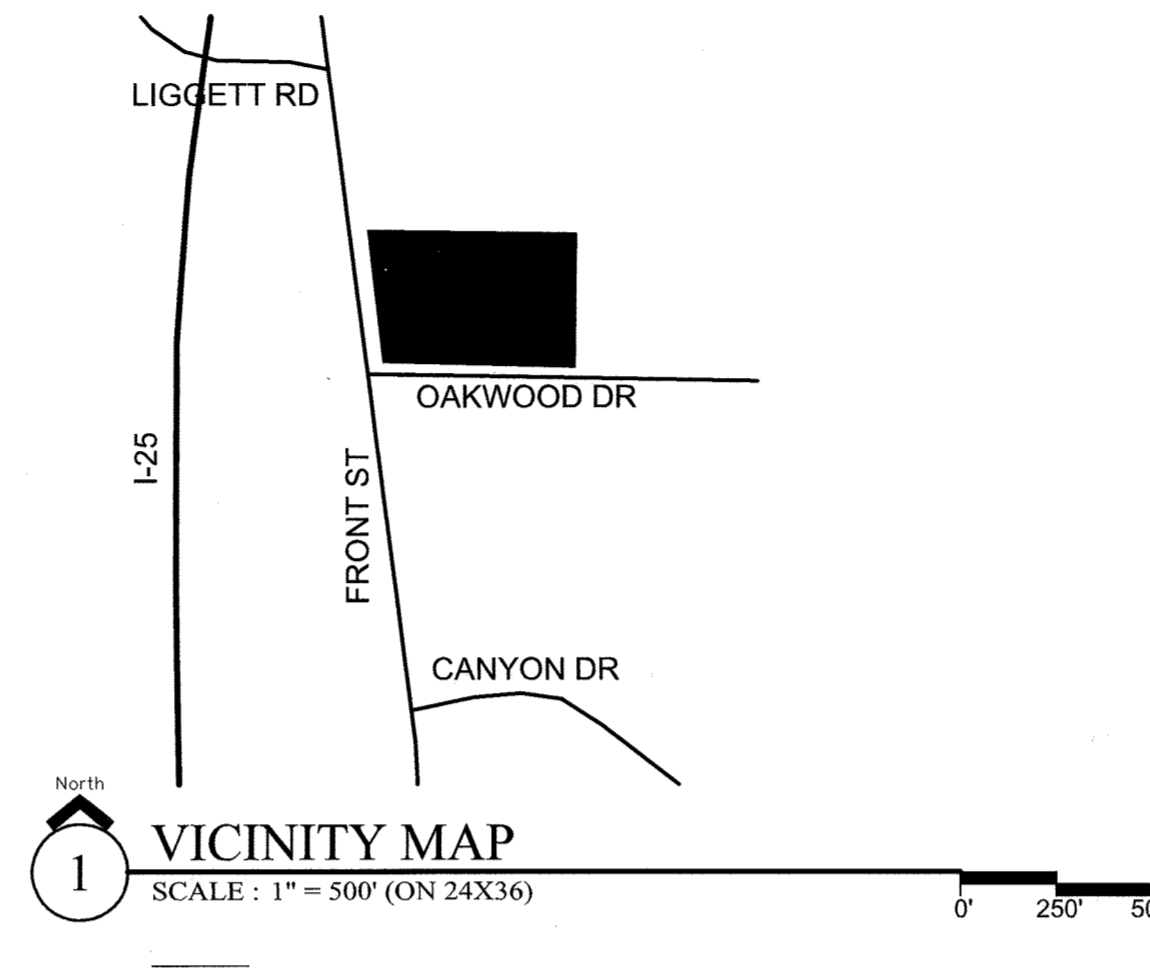 LIGGETT RD
OAKWOOD DR
I-25
FRONT ST
CANYON DR
North
1
VICINITY MAP
SCALE : 1" = 500' (ON 24X36)
0'
250'